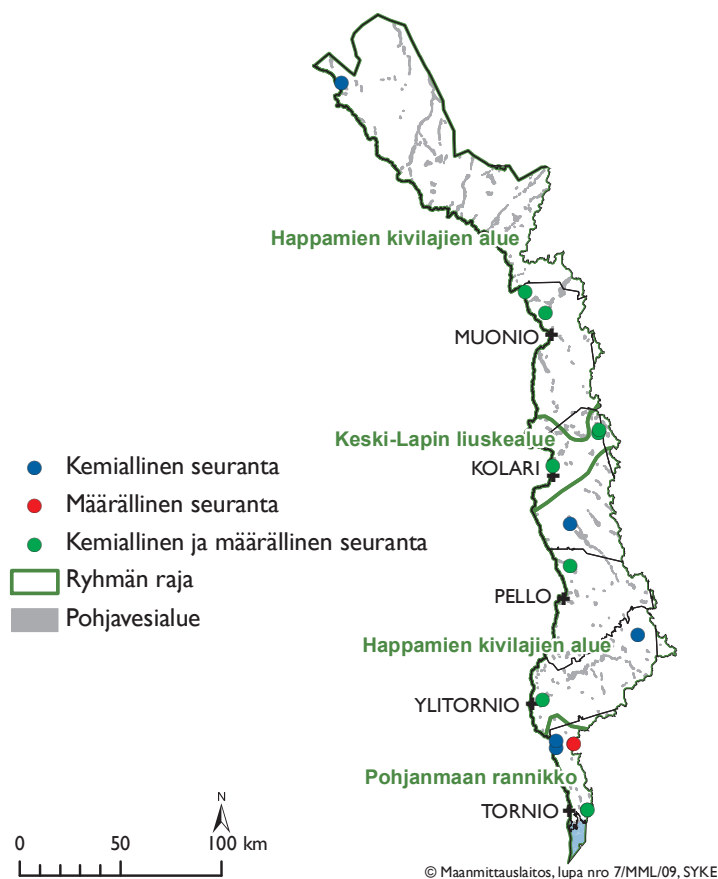 Happamien kivilajien alue
MUONIO
Keski-Lapin liuskealue
KOLARI
Kemiallinen seuranta
Määrällinen seuranta
Kemiallinen ja määrällinen seuranta
Ryhmän raja
Pohjavesialue
PELLO
Happamien kivilajien alue
YLITORNIO
Pohjanmaan rannikko
TORNIO
N
0 50 100 km
© Maanmittauslaitos, lupa nro 7/MML/09, SYKE